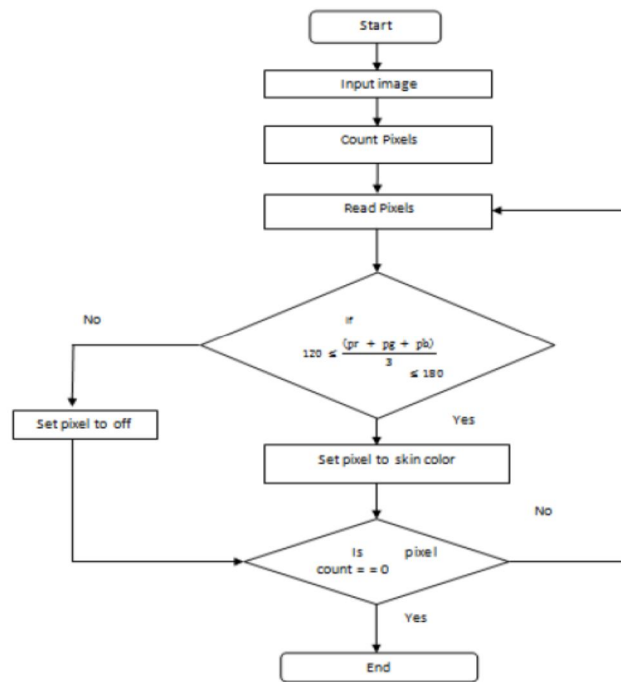 Start
Input image
Count Pixels
Read Pixels
No
If
120 ≤ (pr + pg + pb)
3
≤ 180
Yes
Set pixel to off
Set pixel to skin color
No
Is pixel
count = = 0
Yes
End